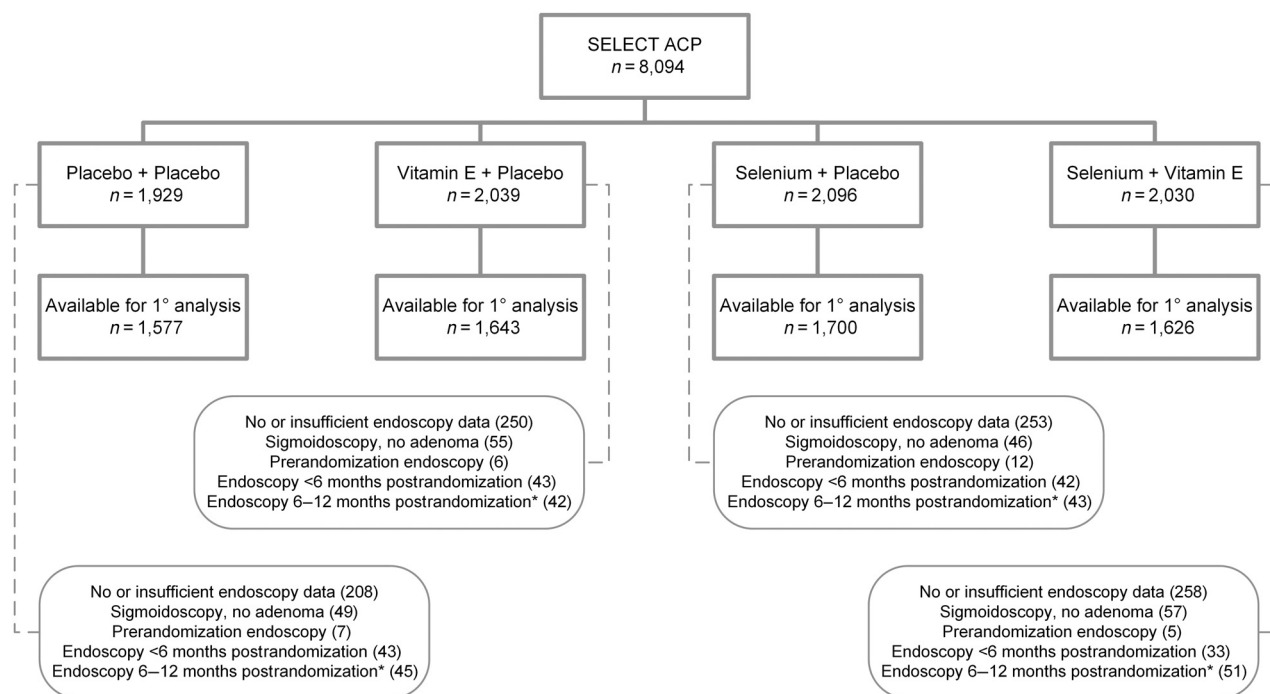 SELECT ACP
n = 8,094
Placebo + Placebo
n = 1,929
Vitamin E + Placebo
n = 2,039
Selenium + Placebo
n = 2,096
Selenium + Vitamin E
n = 2,030
Available for 1° analysis
n = 1,577
Available for 1° analysis
n = 1,643
Available for 1° analysis
n = 1,700
Available for 1° analysis
n = 1,626
No or insufficient endoscopy data (250)
Sigmoidoscopy, no adenoma (55)
Prerandomization endoscopy (6)
Endoscopy <6 months postrandomization (43)
Endoscopy 6–12 months postrandomization* (42)
No or insufficient endoscopy data (253)
Sigmoidoscopy, no adenoma (46)
Prerandomization endoscopy (12)
Endoscopy <6 months postrandomization (42)
Endoscopy 6–12 months postrandomization* (43)
No or insufficient endoscopy data (208)
Sigmoidoscopy, no adenoma (49)
Prerandomization endoscopy (7)
Endoscopy <6 months postrandomization (43)
Endoscopy 6–12 months postrandomization* (45)
No or insufficient endoscopy data (258)
Sigmoidoscopy, no adenoma (57)
Prerandomization endoscopy (5)
Endoscopy <6 months postrandomization (33)
Endoscopy 6–12 months postrandomization* (51)